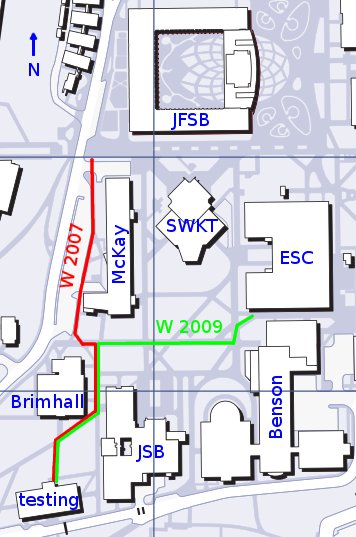 N
JFSB
SWKT
McKay
W 2007
ESC
W 2009
Brimhall
Benson
JSB
testing